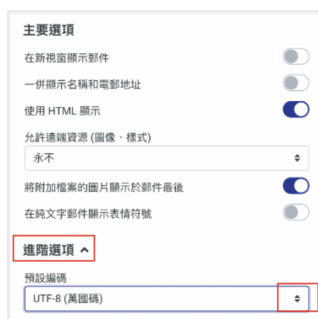 主要選項
在新視窗顯示郵件
一併顯示名稱和電郵地址
使用 HTML 顯示
允許遠端資源 (圖像、樣式)
永不
將附加檔案的圖片顯示於郵件最後
在純文字郵件顯示表情符號
進階選項
預設編碼
UTF-8 (萬國碼)